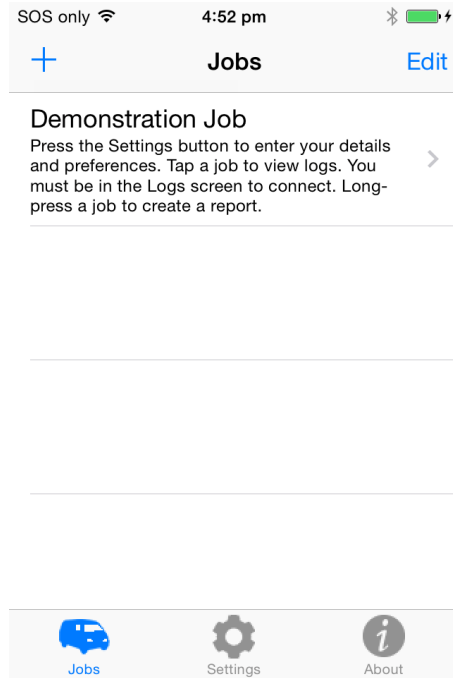 SOS only 4:52 pm
+ Jobs Edit
Demonstration Job
Press the Settings button to enter your details
and preferences. Tap a job to view logs. You
must be in the Logs screen to connect. Long-
press a job to create a report.
Jobs Settings About